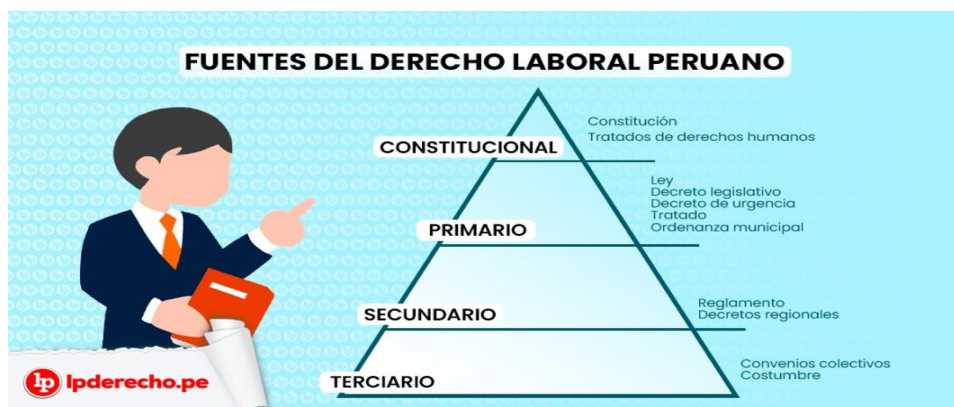 FUENTES DEL DERECHO LABORAL PERUANO
CONSTITUCIONAL
Constitución
Tratados de derechos humanos
PRIMARIO
Ley
Decreto legislativo
Decreto de urgencia
Tratado
Ordenanza municipal
SECUNDARIO
Reglamento
Decretos regionales
TERCIARIO
Convenios colectivos
Costumbre
lp lpderecho.pe